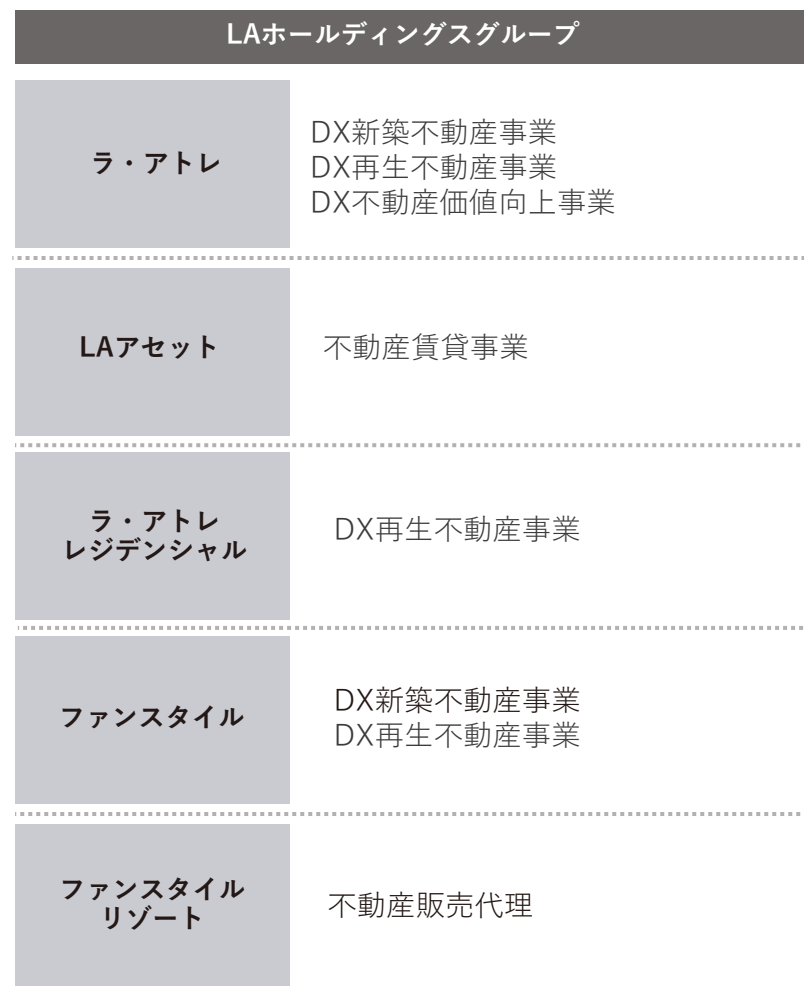 LAホールディングスグループ
ラ・アトレ
DX新築不動産事業
DX再生不動産事業
DX不動産価値向上事業
LAアセット
不動産賃貸事業
ラ・アトレ
レジデンシャル
DX再生不動産事業
ファンスタイル
DX新築不動産事業
DX再生不動産事業
ファンスタイル
リゾート
不動産販売代理